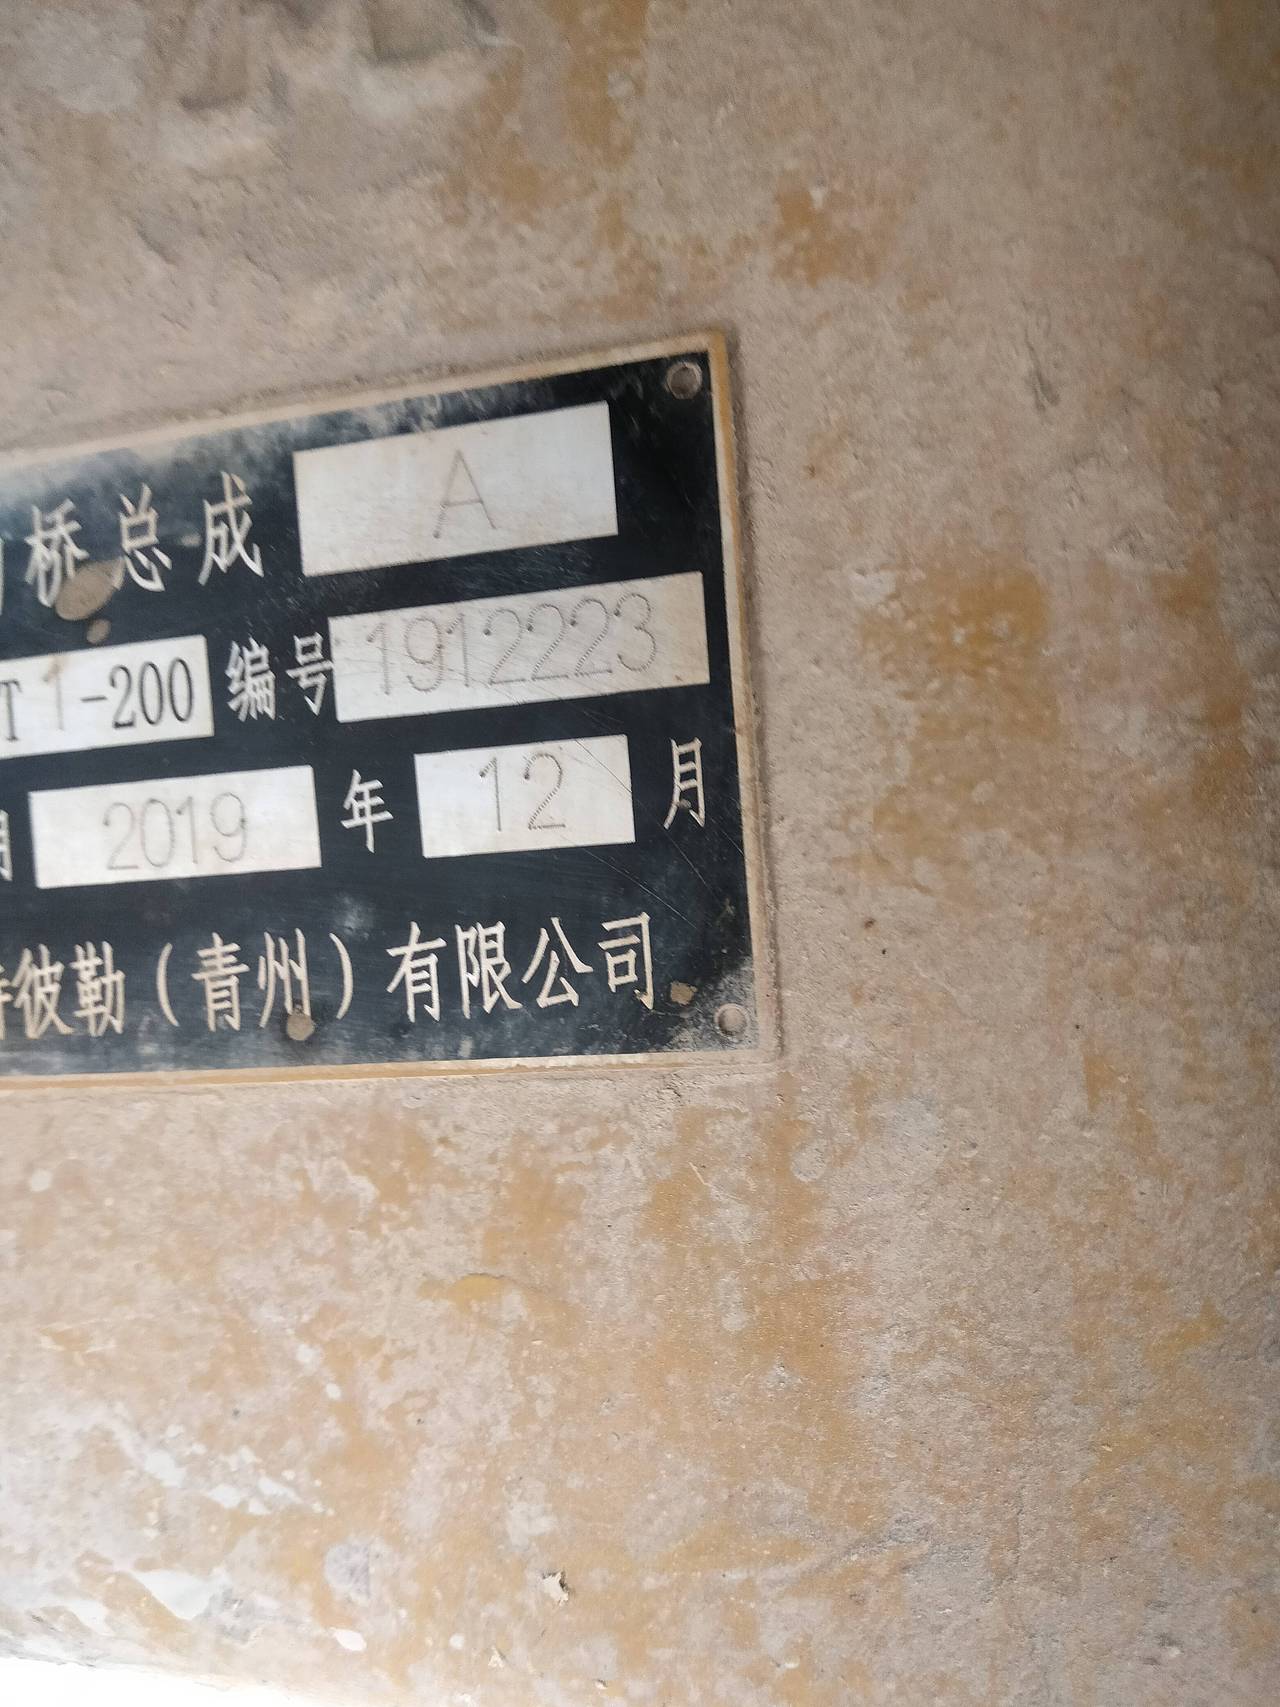 桥总成 A
T1-200 编号 1912223
2019 年 12 月
彼勒（青州）有限公司